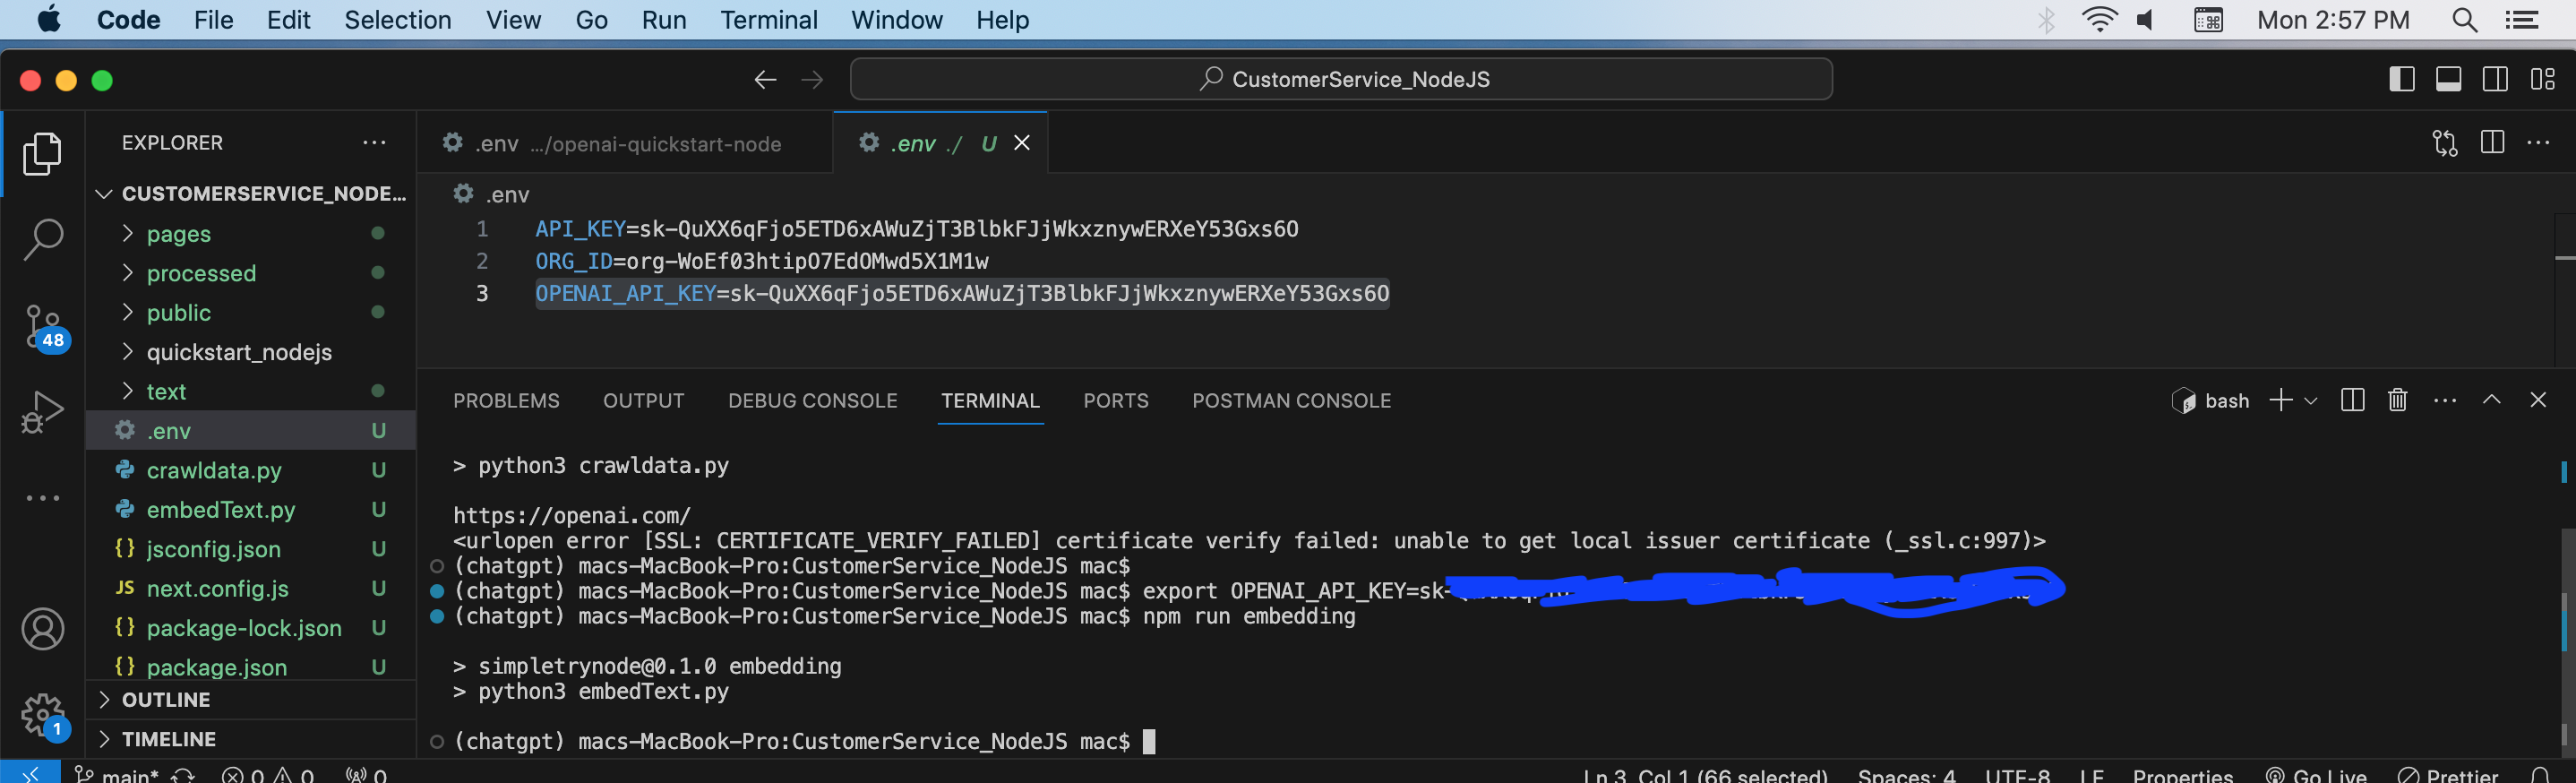 Code File Edit Selection View Go Run Terminal Window Help Mon 2:57 PM
CustomerService_NodeJS
EXPLORER
.env .../openai-quickstart-node
.env ./ U
CUSTOMERSERVICE_NODE...
.env
pages
1 API_KEY=sk-[redacted]
2 ORG_ID=org-WoEf03htipO7EdOMwd5X1M1w
processed
3 OPENAI_API_KEY=sk-[redacted]
public
48
quickstart_nodejs
text
.env U
crawldata.py U
embedText.py U
jsconfig.json U
next.config.js U
package-lock.json U
package.json U
OUTLINE
TIMELINE
1
PROBLEMS OUTPUT DEBUG CONSOLE TERMINAL PORTS POSTMAN CONSOLE
bash
> python3 crawldata.py
https://openai.com/
<urlopen error [SSL: CERTIFICATE_VERIFY_FAILED] certificate verify failed: unable to get local issuer certificate (_ssl.c:997)>
(chatgpt) macs-MacBook-Pro:CustomerService_NodeJS mac$
(chatgpt) macs-MacBook-Pro:CustomerService_NodeJS mac$ export OPENAI_API_KEY=sk-
(chatgpt) macs-MacBook-Pro:CustomerService_NodeJS mac$ npm run embedding
> simpletrynode@0.1.0 embedding
> python3 embedText.py
(chatgpt) macs-MacBook-Pro:CustomerService_NodeJS mac$
main* 0 0 0 Ln 3, Col 1 (66 selected) Spaces: 4 UTF-8 LF Properties Go Live Prettier